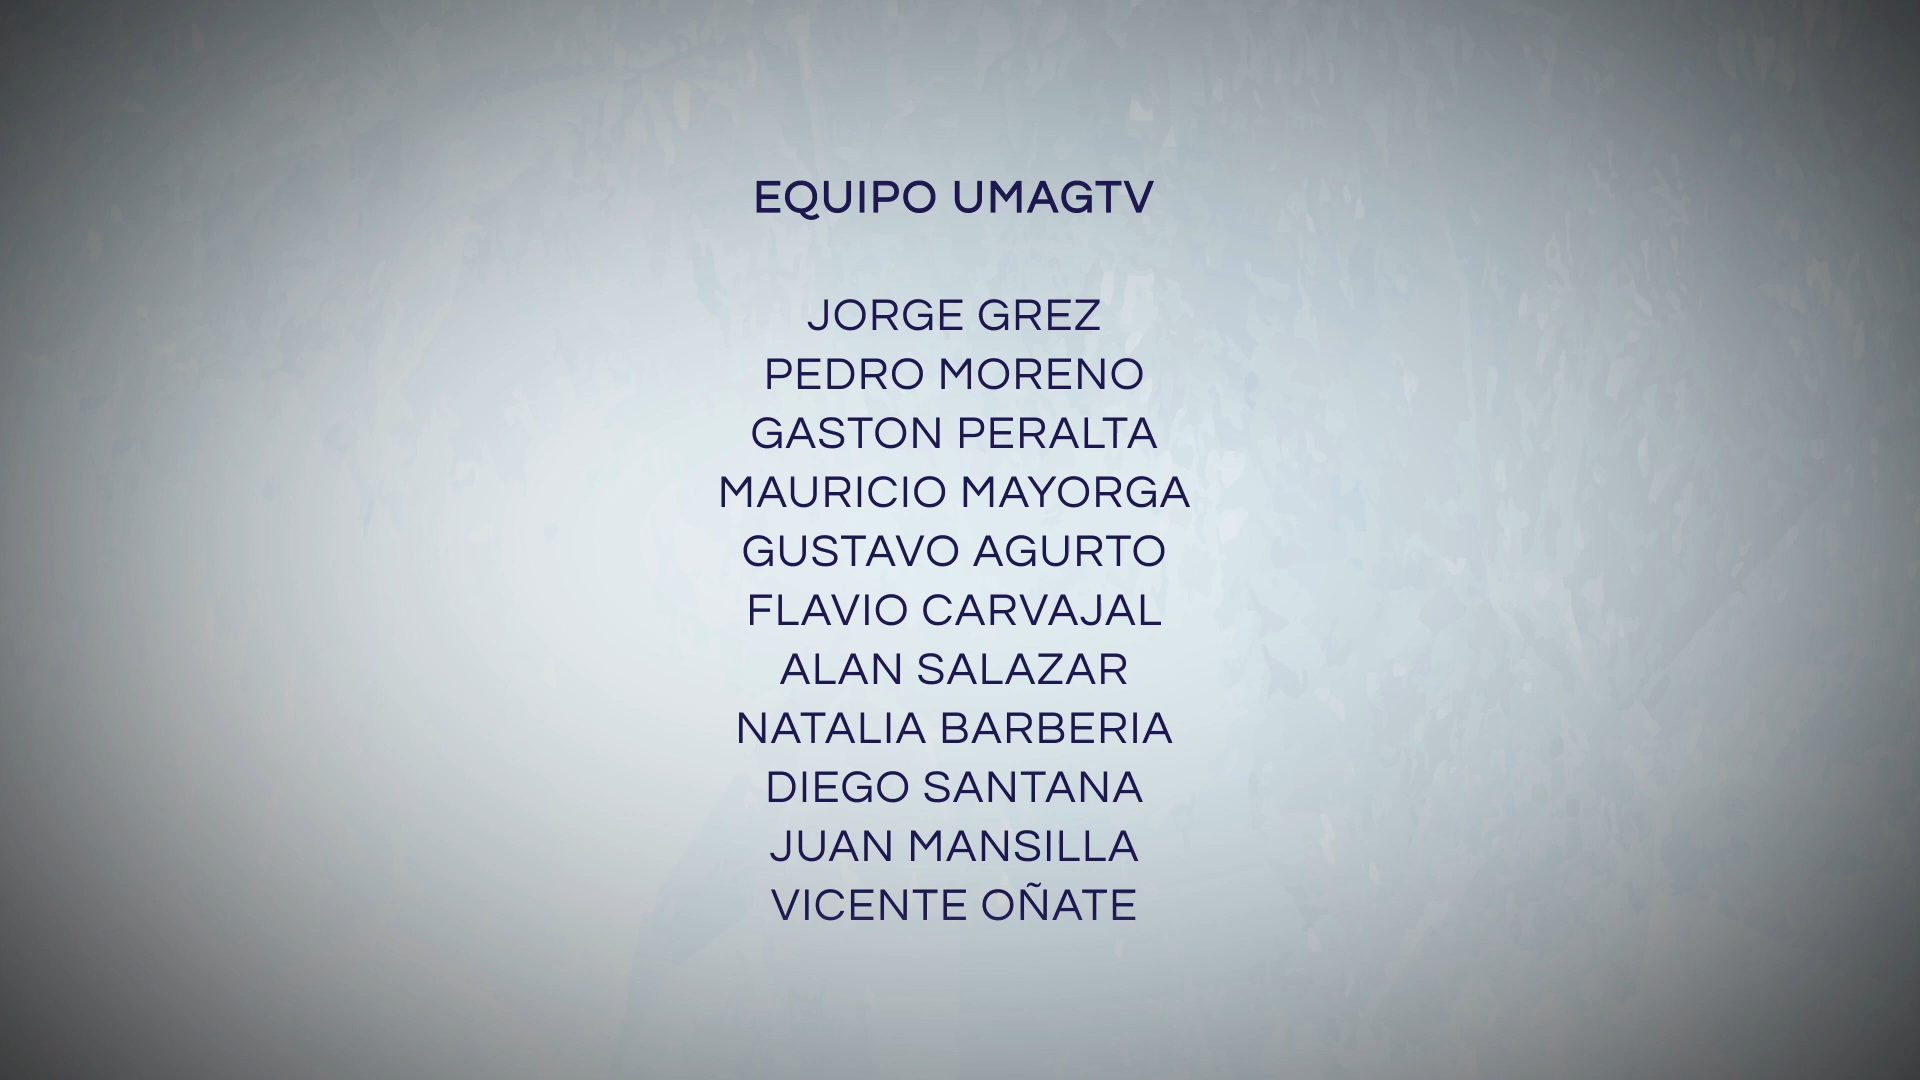 EQUIPO UMAGTV
JORGE GREZ
PEDRO MORENO
GASTON PERALTA
MAURICIO MAYORGA
GUSTAVO AGURTO
FLAVIO CARVAJAL
ALAN SALAZAR
NATALIA BARBERIA
DIEGO SANTANA
JUAN MANSILLA
VICENTE OÑATE